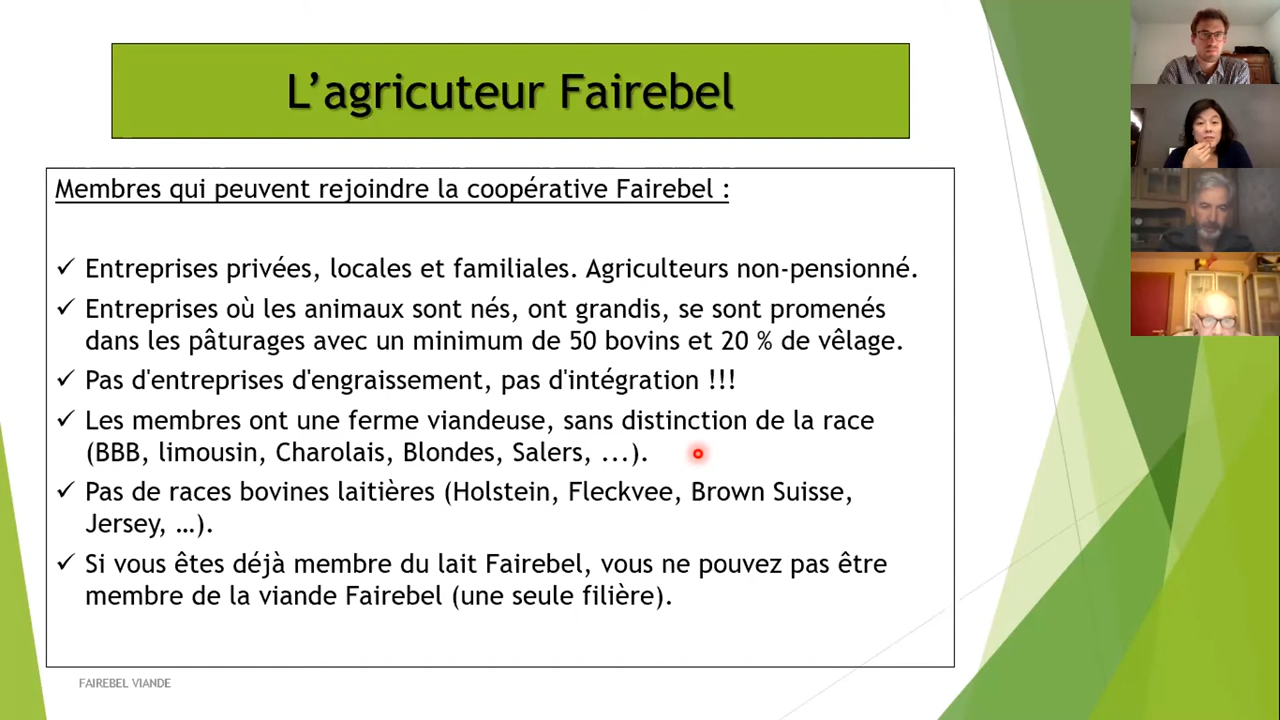 L’agricuteur Fairebel
Membres qui peuvent rejoindre la coopérative Fairebel :
✓ Entreprises privées, locales et familiales. Agriculteurs non-pensionné.
✓ Entreprises où les animaux sont nés, ont grandis, se sont promenés
dans les pâturages avec un minimum de 50 bovins et 20 % de vêlage.
✓ Pas d'entreprises d'engraissement, pas d'intégration !!!
✓ Les membres ont une ferme viandeuse, sans distinction de la race
(BBB, limousin, Charolais, Blondes, Salers, ...).
✓ Pas de races bovines laitières (Holstein, Fleckvee, Brown Suisse,
Jersey, …).
✓ Si vous êtes déjà membre du lait Fairebel, vous ne pouvez pas être
membre de la viande Fairebel (une seule filière).
FAIREBEL VIANDE